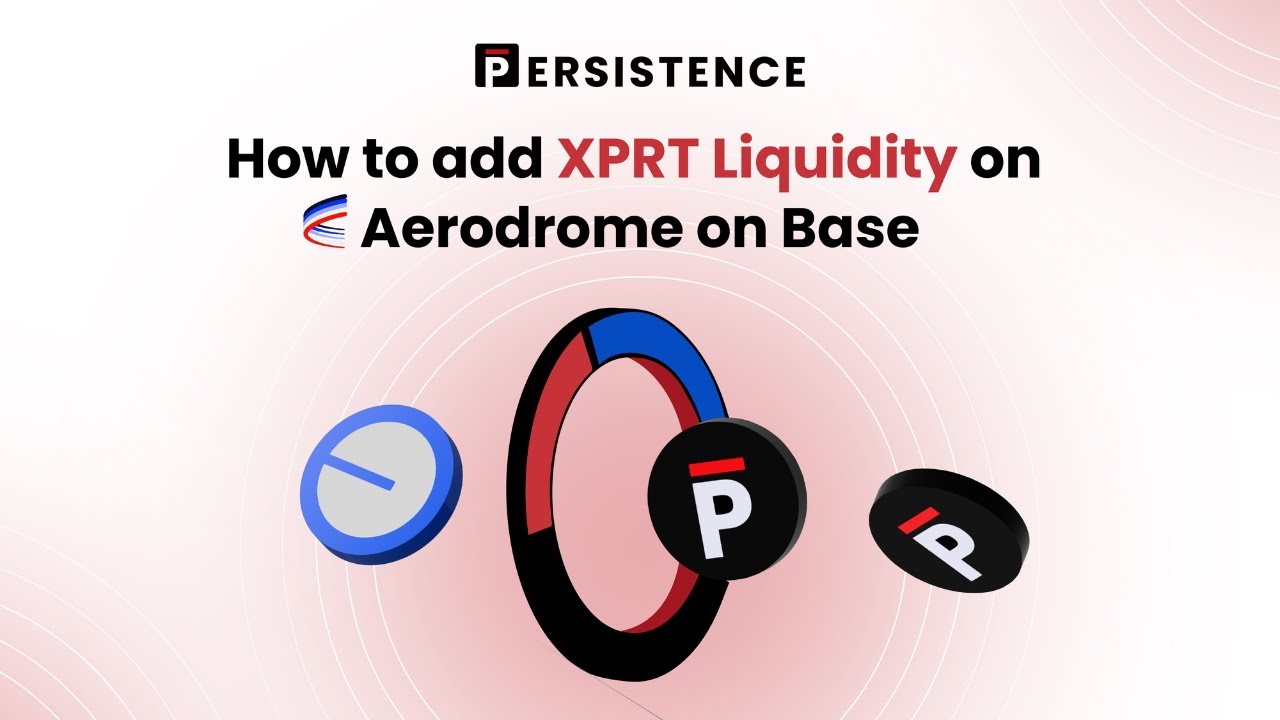 PERSISTENCE
How to add XPRT Liquidity on
Aerodrome on Base
P
P